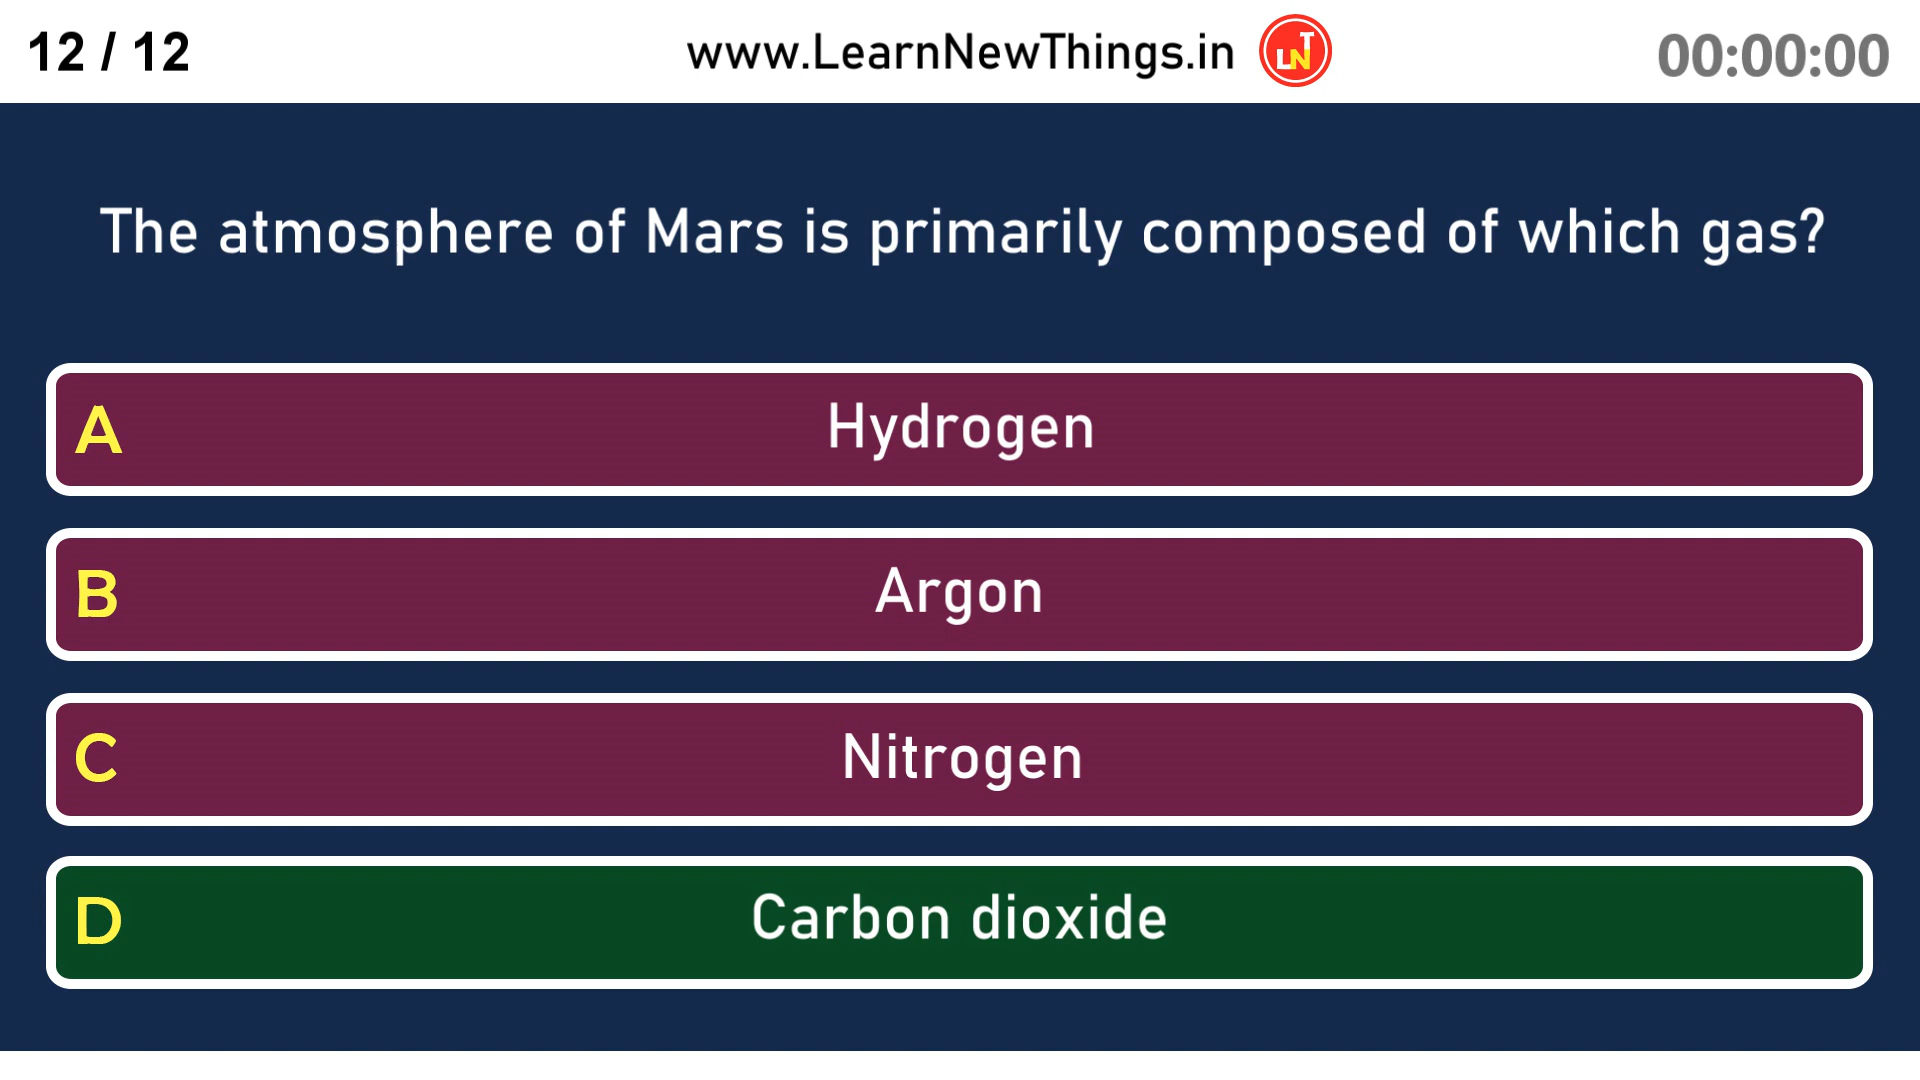 12 / 12
www.LearnNewThings.in
LNT
00:00:00
The atmosphere of Mars is primarily composed of which gas?
A Hydrogen
B Argon
C Nitrogen
D Carbon dioxide